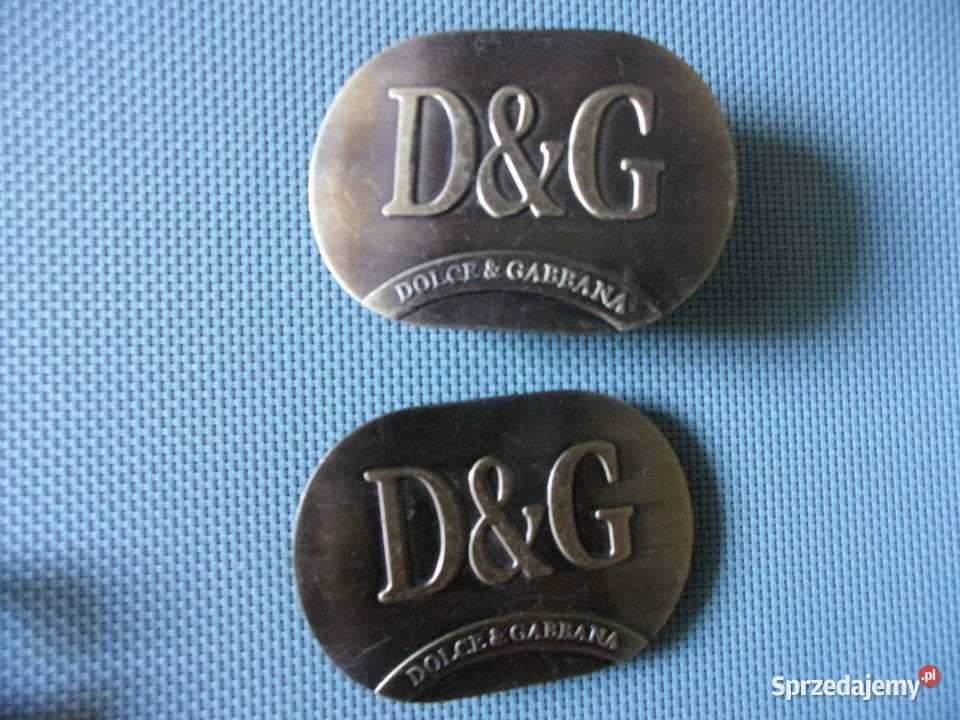 D&G
DOLCE & GABBANA
D&G
DOLCE & GABBANA
Sprzedajemy.pl